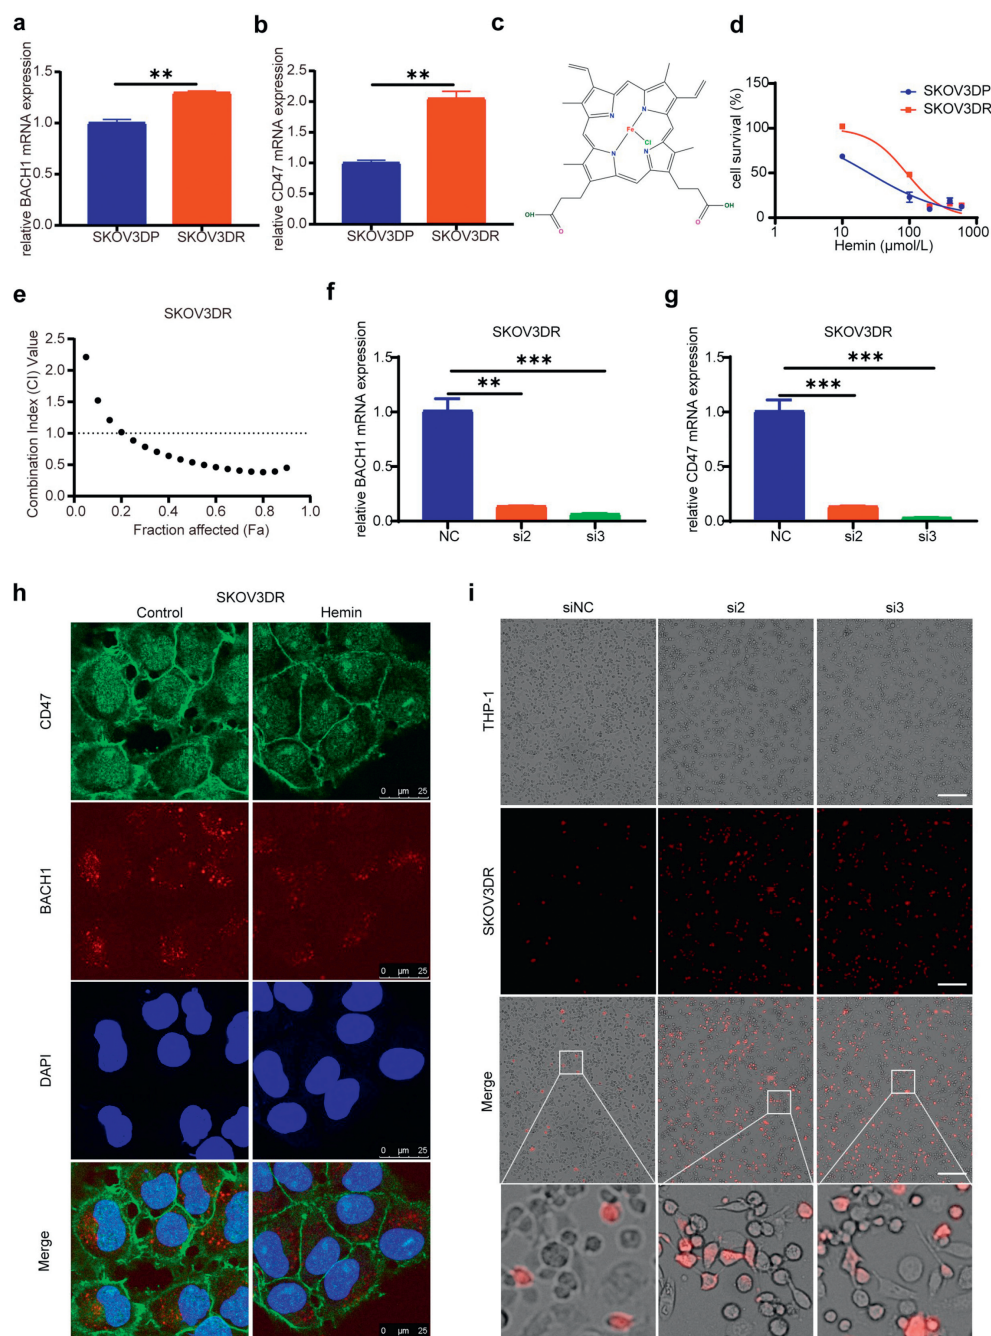 a
relative BACH1 mRNA expression
1.5
1.0
0.5
0.0
**
SKOV3DP
SKOV3DR
b
relative CD47 mRNA expression
2.5
2.0
1.5
1.0
0.5
0.0
**
SKOV3DP
SKOV3DR
c
N
N
Fe
Cl
N
N
OH
O
OH
O
d
SKOV3DP
SKOV3DR
cell survival (%)
150
100
50
0
1
10
100
1000
Hemin (μmol/L)
e
SKOV3DR
Combination Index (CI) Value
2.5
2.0
1.5
1.0
0.5
0.0
0.0
0.2
0.4
0.6
0.8
1.0
Fraction affected (Fa)
f
SKOV3DR
relative BACH1 mRNA expression
1.5
1.0
0.5
0.0
***
**
NC
si2
si3
g
SKOV3DR
relative CD47 mRNA expression
1.5
1.0
0.5
0.0
***
***
NC
si2
si3
h
SKOV3DR
Control
Hemin
CD47
0 μm 25
0 μm 25
BACH1
0 μm 25
0 μm 25
DAPI
0 μm 25
0 μm 25
Merge
0 μm 25
0 μm 25
i
siNC
si2
si3
THP-1
SKOV3DR
Merge